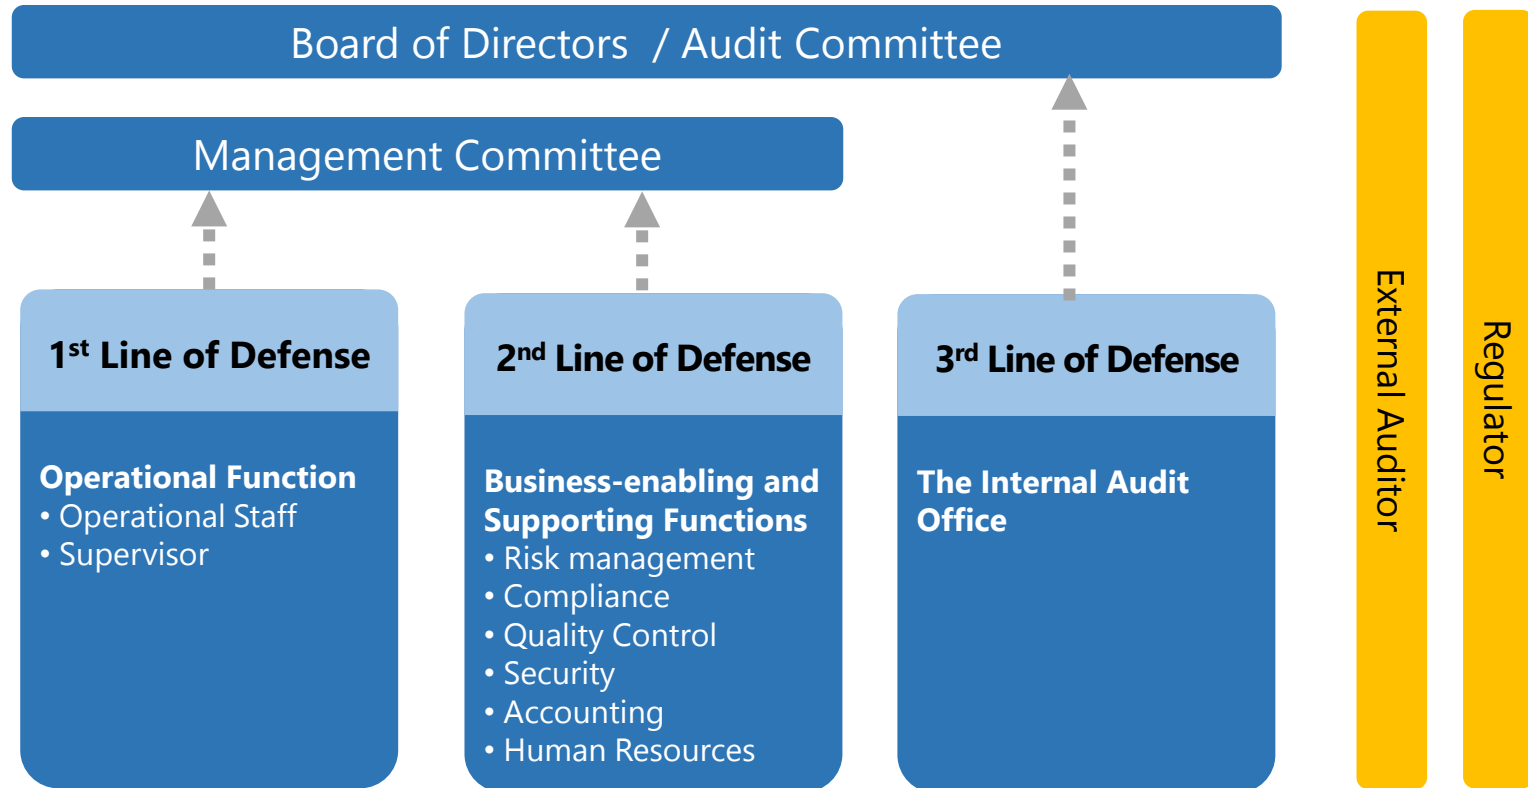 Board of Directors / Audit Committee
Management Committee
1st Line of Defense
Operational Function
• Operational Staff
• Supervisor
2nd Line of Defense
Business-enabling and
Supporting Functions
• Risk management
• Compliance
• Quality Control
• Security
• Accounting
• Human Resources
3rd Line of Defense
The Internal Audit
Office
External Auditor
Regulator